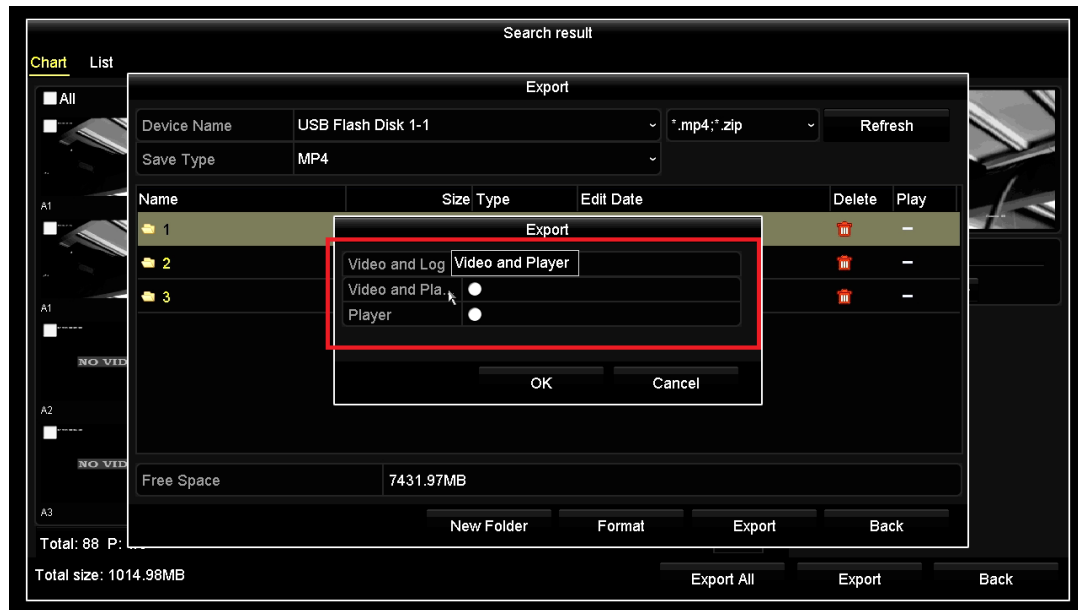 Search result
Chart List
All
Export
Device Name USB Flash Disk 1-1 *.mp4;*.zip Refresh
Save Type MP4
Name Size Type Edit Date Delete Play
A1
1
Export
2
Video and Log Video and Player
3
Video and Pla..
A1
Player
NO VID
OK Cancel
A2
NO VID
Free Space 7431.97MB
A3
New Folder Format Export Back
Total: 88 P:
Total size: 1014.98MB Export All Export Back